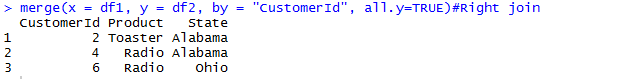 > merge(x = df1, y = df2, by = "CustomerId", all.y=TRUE)#Right join
  CustomerId Product   State
1          2 Toaster Alabama
2          4   Radio Alabama
3          6   Radio    Ohio